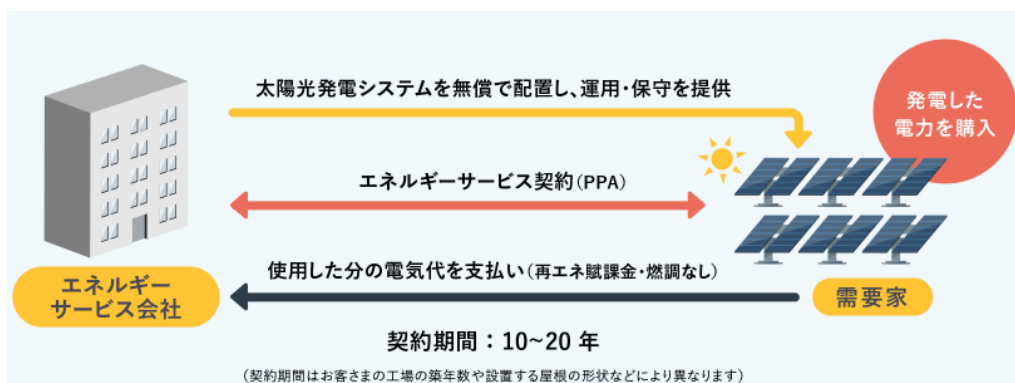 太陽光発電システムを無償で配置し、運用・保守を提供
発電した
電力を購入
エネルギーサービス契約(PPA)
使用した分の電気代を支払い(再エネ賦課金・燃調なし)
エネルギー
サービス会社
需要家
契約期間：10~20 年
(契約期間はお客さまの工場の築年数や設置する屋根の形状などにより異なります)